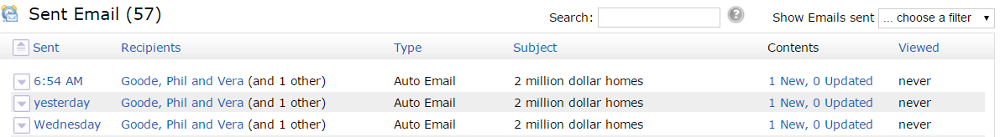 Sent Email (57) Search: ? Show Emails sent ... choose a filter
Sent Recipients Type Subject Contents Viewed
6:54 AM Goode, Phil and Vera (and 1 other) Auto Email 2 million dollar homes 1 New, 0 Updated never
yesterday Goode, Phil and Vera (and 1 other) Auto Email 2 million dollar homes 1 New, 0 Updated never
Wednesday Goode, Phil and Vera (and 1 other) Auto Email 2 million dollar homes 1 New, 0 Updated never